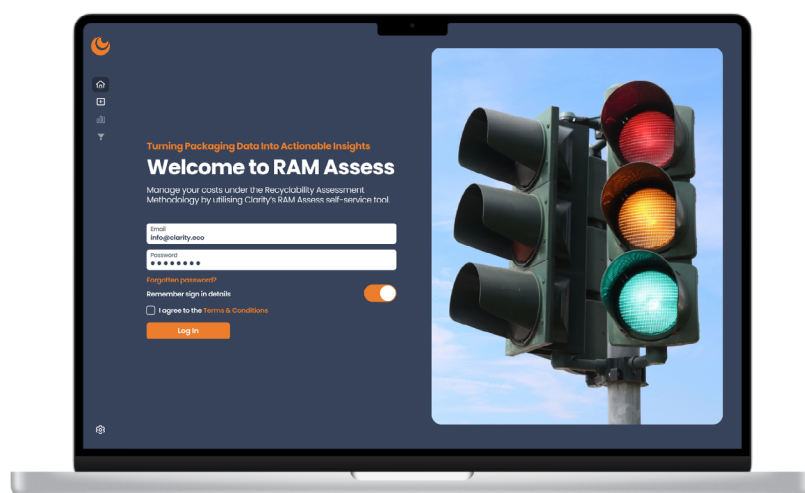 Turning Packaging Data Into Actionable Insights
Welcome to RAM Assess
Manage your costs under the Recyclability Assessment
Methodology by utilising Clarity's RAM Assess self-service tool.
Email
info@clarity.eco
Password
Forgotten password?
Remember sign in details
I agree to the Terms & Conditions
Log In